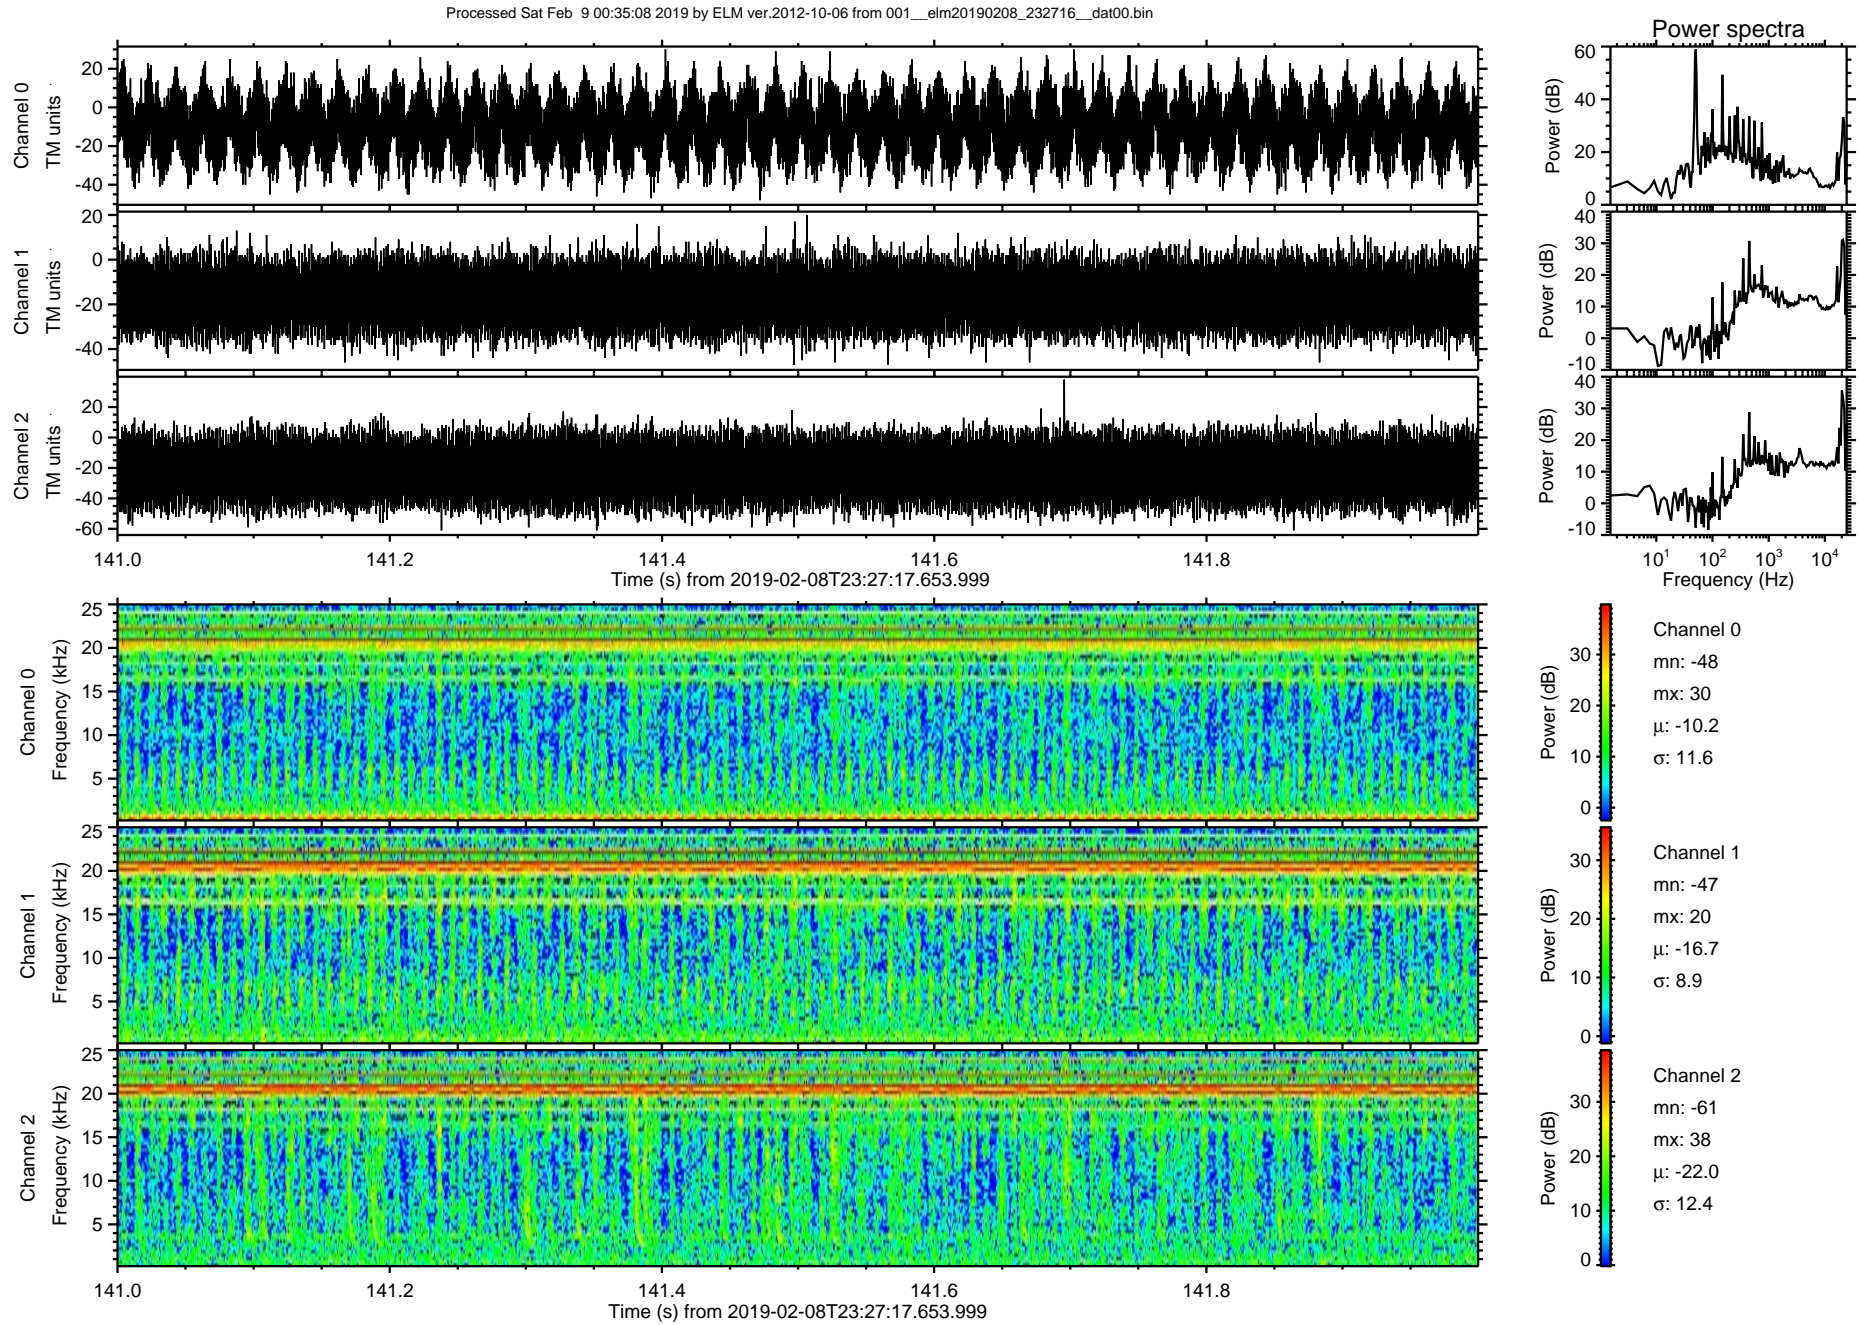 Processed Sat Feb  9 00:35:08 2019 by ELM ver.2012-10-06 from 001__elm20190208_232716__dat00.bin
Power spectra
Channel 0
TM units
20
0
-20
-40
Power (dB)
60
40
20
0
Channel 1
TM units
20
0
-20
-40
Power (dB)
40
30
20
10
0
-10
Channel 2
TM units
20
0
-20
-40
-60
Power (dB)
40
30
20
10
0
-10
141.0 141.2 141.4 141.6 141.8
Time (s) from 2019-02-08T23:27:17.653.999
10^1 10^2 10^3 10^4
Frequency (Hz)
Channel 0
Frequency (kHz)
25
20
15
10
5
Power (dB)
30
20
10
0
Channel 0
mn: -48
mx: 30
μ: -10.2
σ: 11.6
Channel 1
Frequency (kHz)
25
20
15
10
5
Power (dB)
30
20
10
0
Channel 1
mn: -47
mx: 20
μ: -16.7
σ: 8.9
Channel 2
Frequency (kHz)
25
20
15
10
5
Power (dB)
30
20
10
0
Channel 2
mn: -61
mx: 38
μ: -22.0
σ: 12.4
141.0 141.2 141.4 141.6 141.8
Time (s) from 2019-02-08T23:27:17.653.999